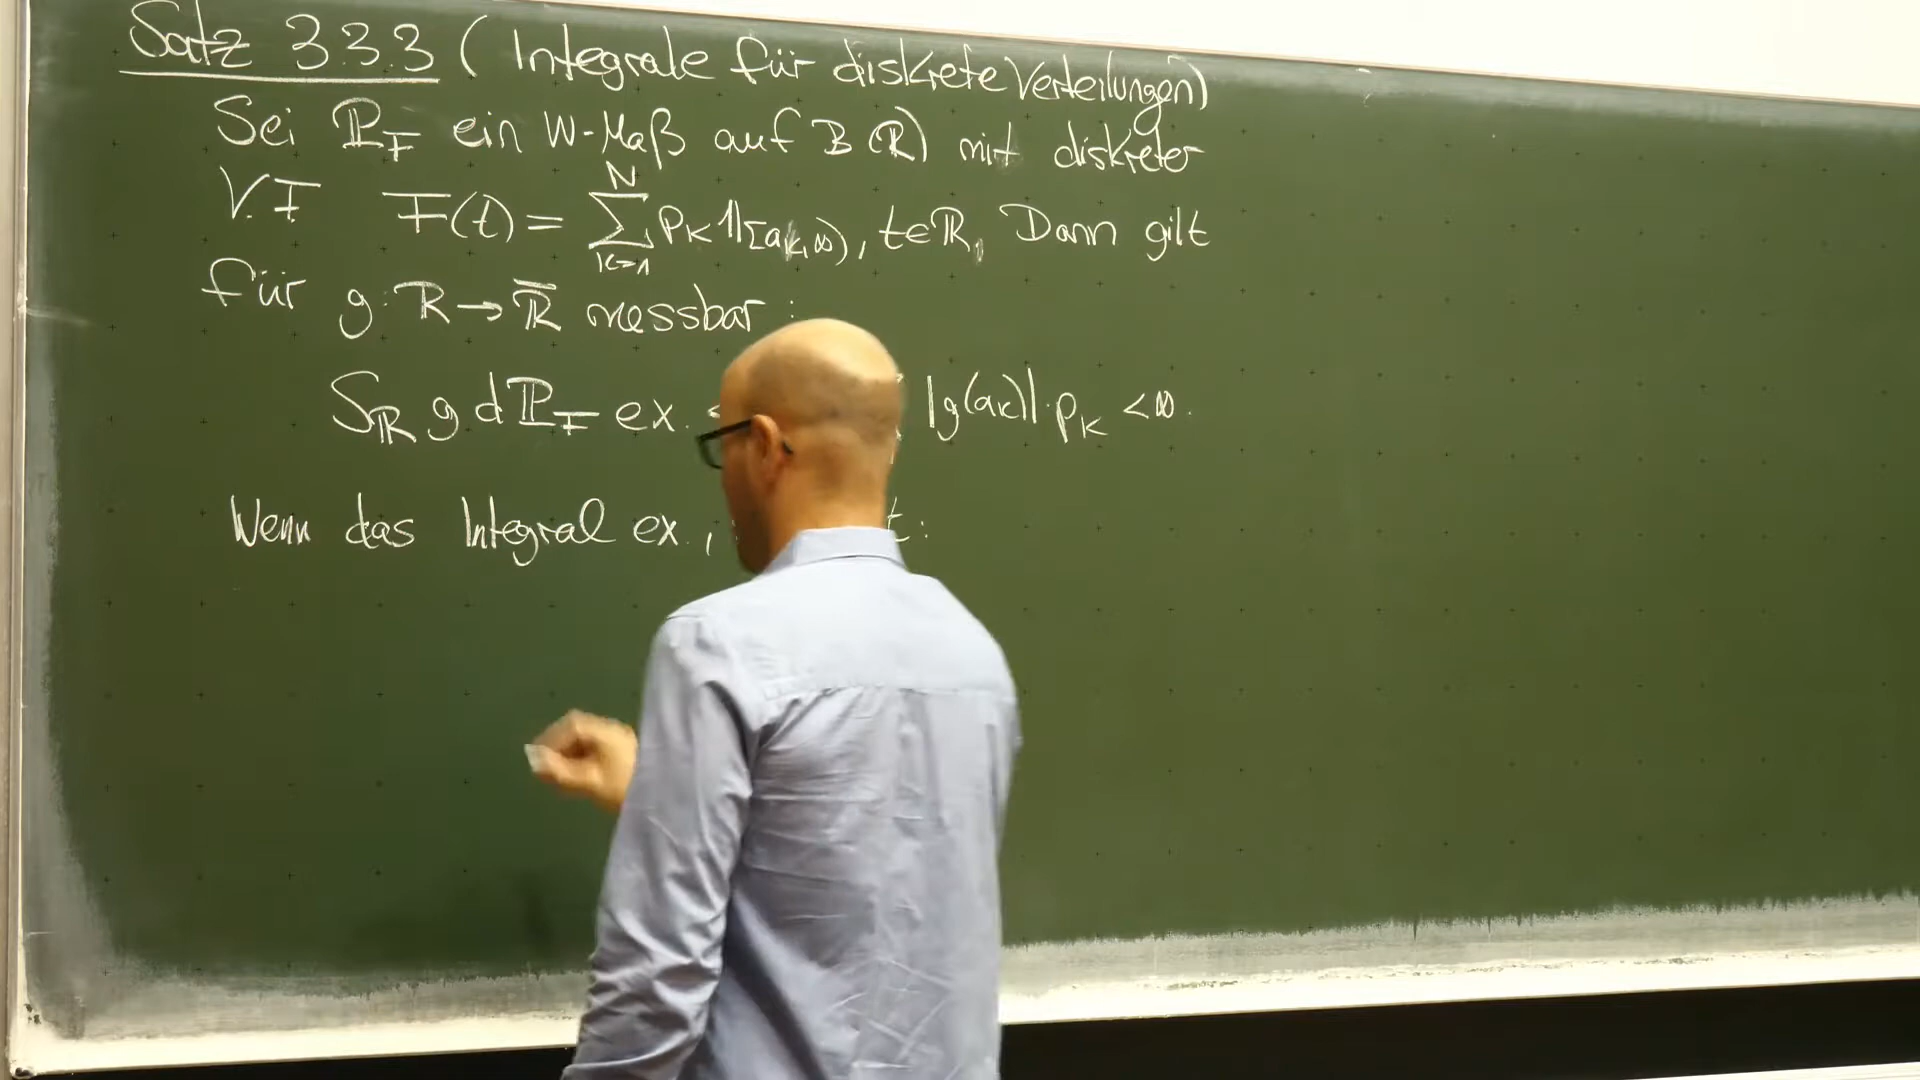 Satz 3.3.3 (Integrale für diskrete Verteilungen)
Sei ℙ_F ein W-Maß auf B(ℝ) mit diskreter
V.F F(t) = ∑_{k=1}^{N} p_k 𝟙_{[a_k,∞)}, t∈ℝ. Dann gilt
für g: ℝ → ℝ̄ messbar :
∫_ℝ g dℙ_F ex. |g(a_k)|·p_k < ∞.
Wenn das Integral ex.,